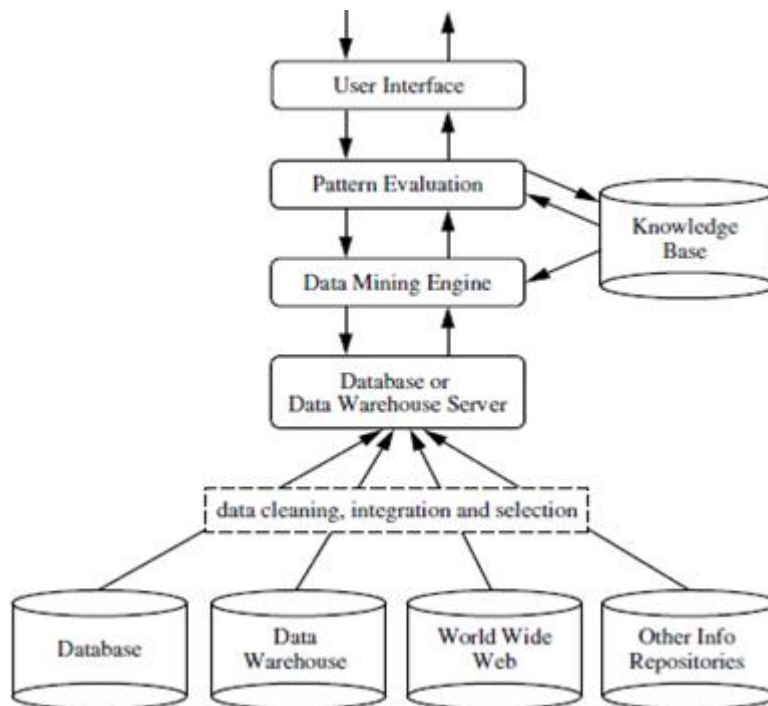 User Interface
Pattern Evaluation
Knowledge
Base
Data Mining Engine
Database or
Data Warehouse Server
data cleaning, integration and selection
Database
Data
Warehouse
World Wide
Web
Other Info
Repositories